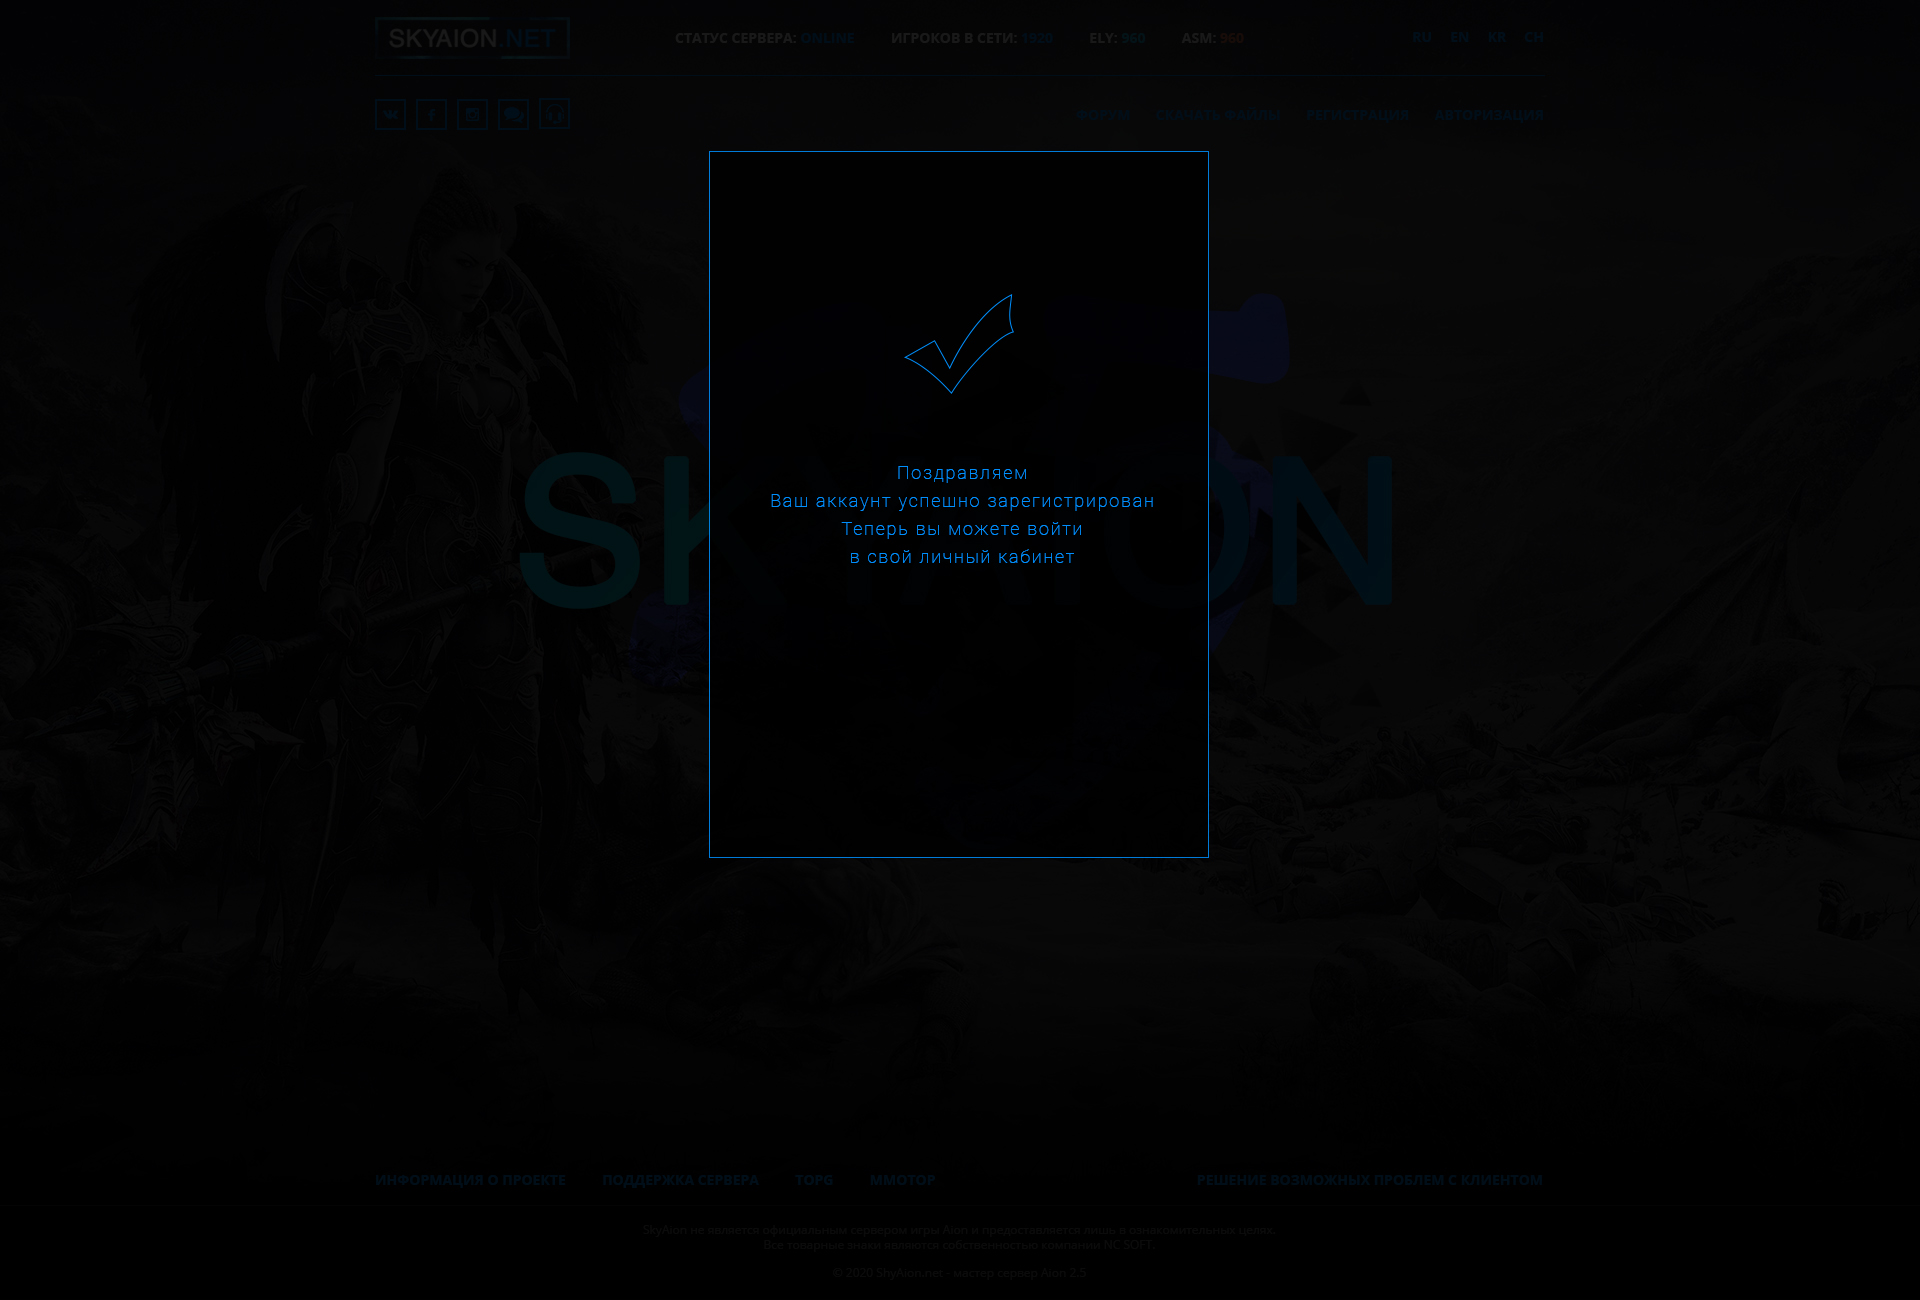 SKYAION.NET
СТАТУС СЕРВЕРА: ONLINE ИГРОКОВ В СЕТИ: 1920 ELY: 960 ASM: 960
RU EN KR CH
ФОРУМ СКАЧАТЬ ФАЙЛЫ РЕГИСТРАЦИЯ АВТОРИЗАЦИЯ
Поздравляем
Ваш аккаунт успешно зарегистрирован
Теперь вы можете войти
в свой личный кабинет
SKYAION
ИНФОРМАЦИЯ О ПРОЕКТЕ ПОДДЕРЖКА СЕРВЕРА TOPG MMOTOP РЕШЕНИЕ ВОЗМОЖНЫХ ПРОБЛЕМ С КЛИЕНТОМ
SkyAion не является официальным сервером игры Aion и предоставляется лишь в ознакомительных целях.
Все товарные знаки являются собственностью компании NC SOFT
© 2020 ShyAion.net - мастер сервер Aion 2.5